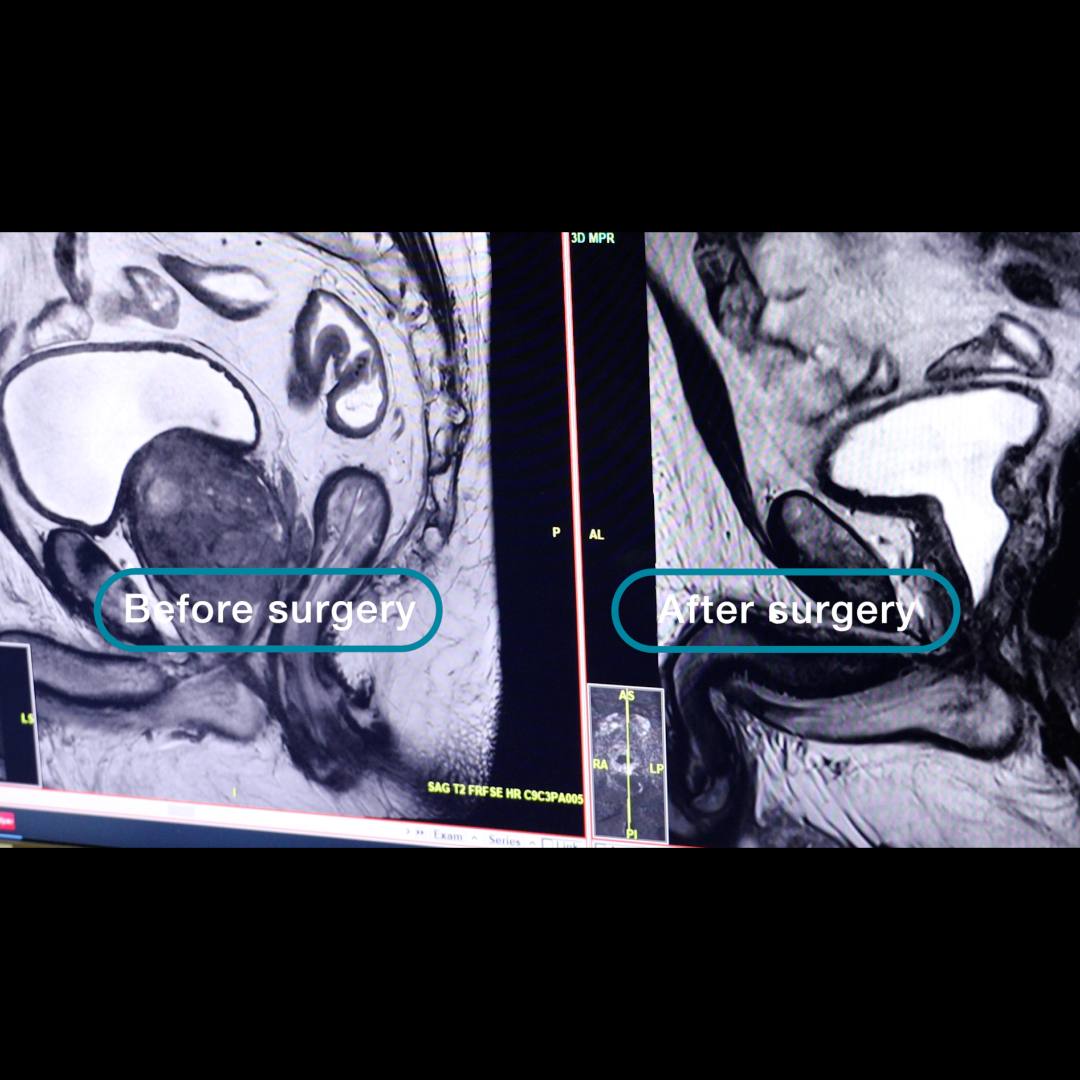 3D MPR
P
AL
Before surgery
After surgery
AS
RA
LP
LS
I
PI
SAG T2 FRFSE HR C9C3PA005
Exam
Series